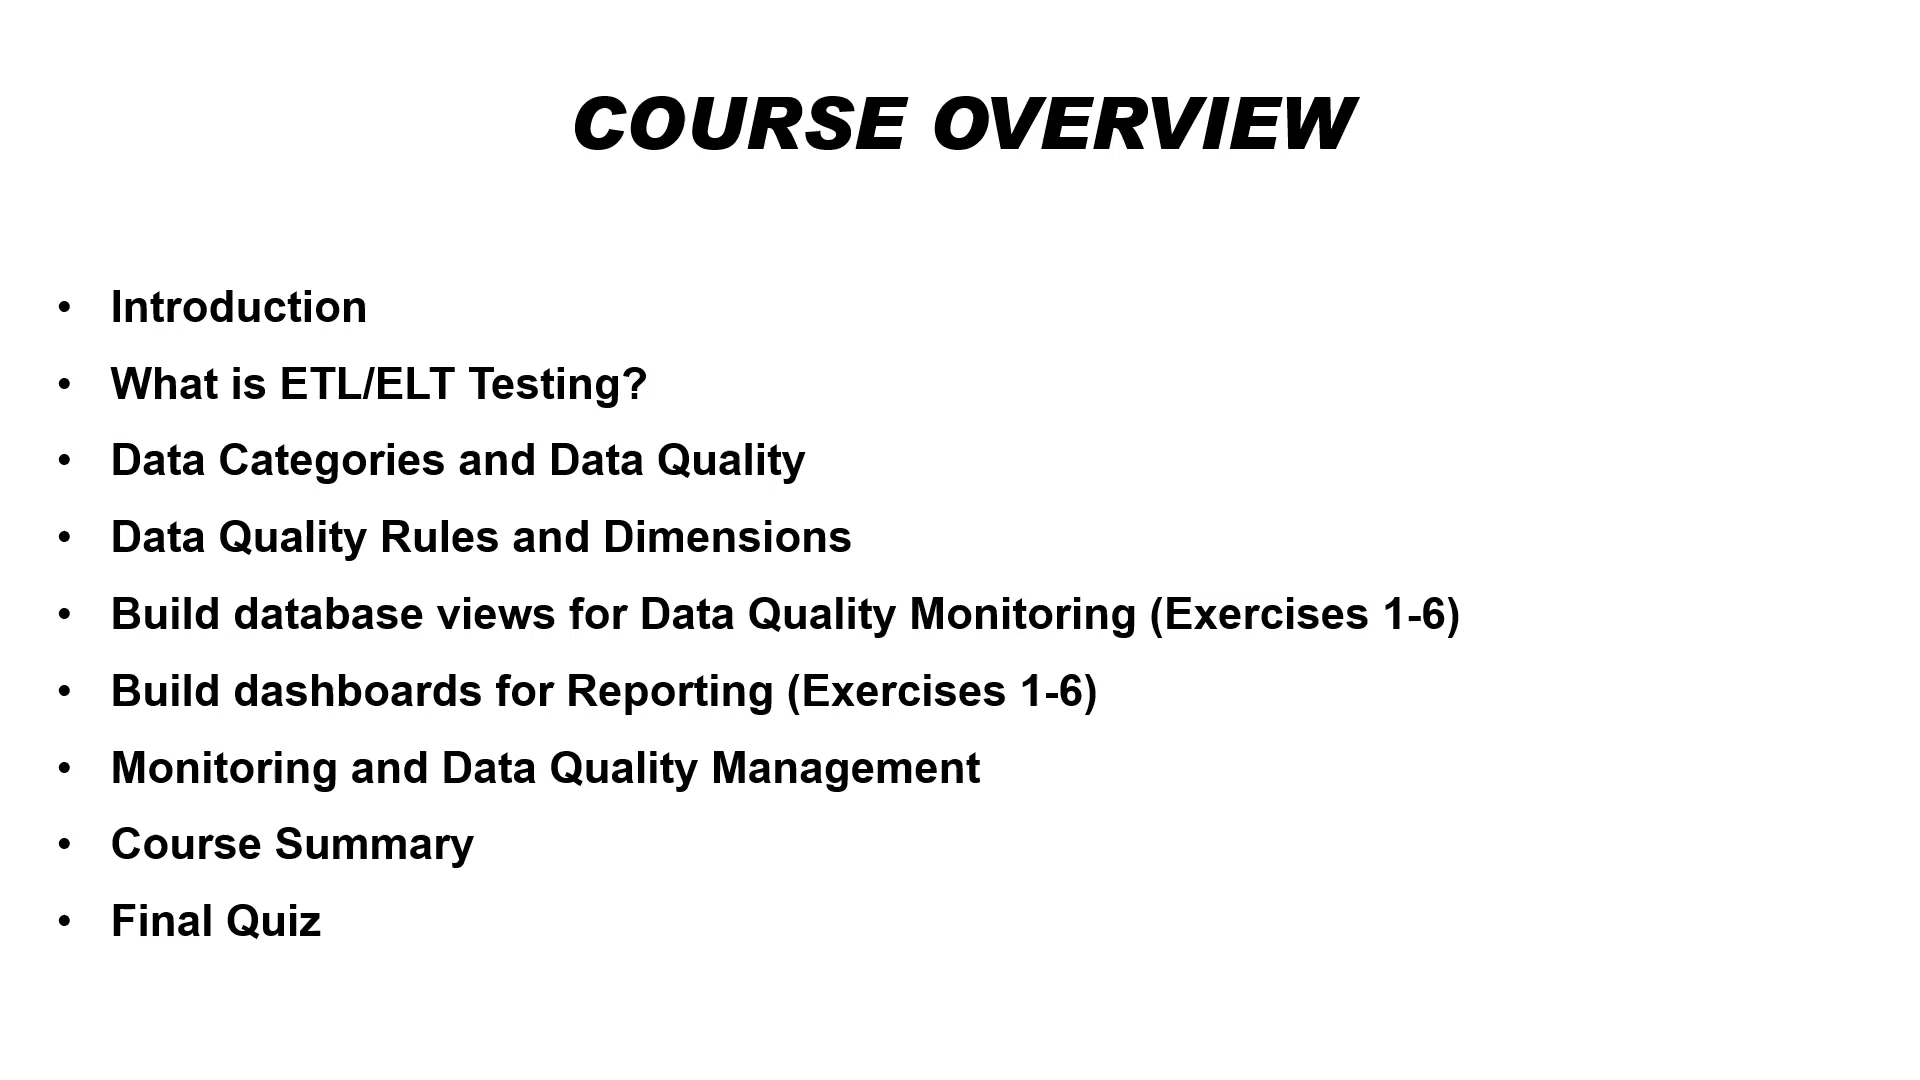 COURSE OVERVIEW
• Introduction
• What is ETL/ELT Testing?
• Data Categories and Data Quality
• Data Quality Rules and Dimensions
• Build database views for Data Quality Monitoring (Exercises 1-6)
• Build dashboards for Reporting (Exercises 1-6)
• Monitoring and Data Quality Management
• Course Summary
• Final Quiz